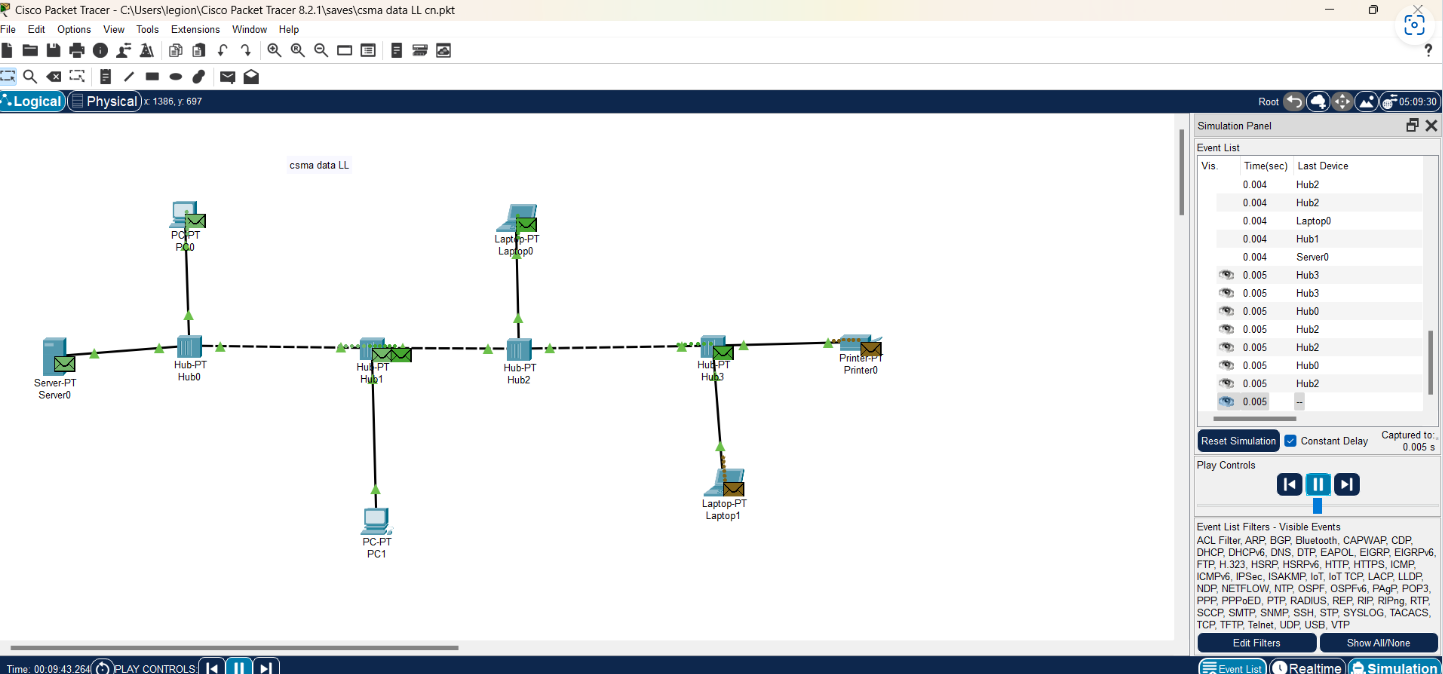 Cisco Packet Tracer - C:\Users\legion\Cisco Packet Tracer 8.2.1\saves\csma data LL cn.pkt
File Edit Options View Tools Extensions Window Help
?
Logical Physical x: 1386, y: 697 Root 05:09:30
csma data LL
PC-PT
PC0
Laptop-PT
Laptop0
Server-PT
Server0
Hub-PT
Hub0
Hub-PT
Hub1
Hub-PT
Hub2
Hub-PT
Hub3
Printer-PT
Printer0
Laptop-PT
Laptop1
PC-PT
PC1
Simulation Panel
Event List
Vis. Time(sec) Last Device
0.004 Hub2
0.004 Hub2
0.004 Laptop0
0.004 Hub1
0.004 Server0
0.005 Hub3
0.005 Hub3
0.005 Hub0
0.005 Hub2
0.005 Hub2
0.005 Hub0
0.005 Hub2
0.005 --
Reset Simulation Constant Delay Captured to:
0.005 s
Play Controls
Event List Filters - Visible Events
ACL Filter, ARP, BGP, Bluetooth, CAPWAP, CDP,
DHCP, DHCPv6, DNS, DTP, EAPOL, EIGRP, EIGRPv6,
FTP, H.323, HSRP, HSRPv6, HTTP, HTTPS, ICMP,
ICMPv6, IPSec, ISAKMP, IoT, IoT TCP, LACP, LLDP,
NDP, NETFLOW, NTP, OSPF, OSPFv6, PAgP, POP3,
PPP, PPPoED, PTP, RADIUS, REP, RIP, RIPng, RTP,
SCCP, SMTP, SNMP, SSH, STP, SYSLOG, TACACS,
TCP, TFTP, Telnet, UDP, USB, VTP
Edit Filters Show All/None
Time: 00:09:43.264 PLAY CONTROLS: Event List Realtime Simulation